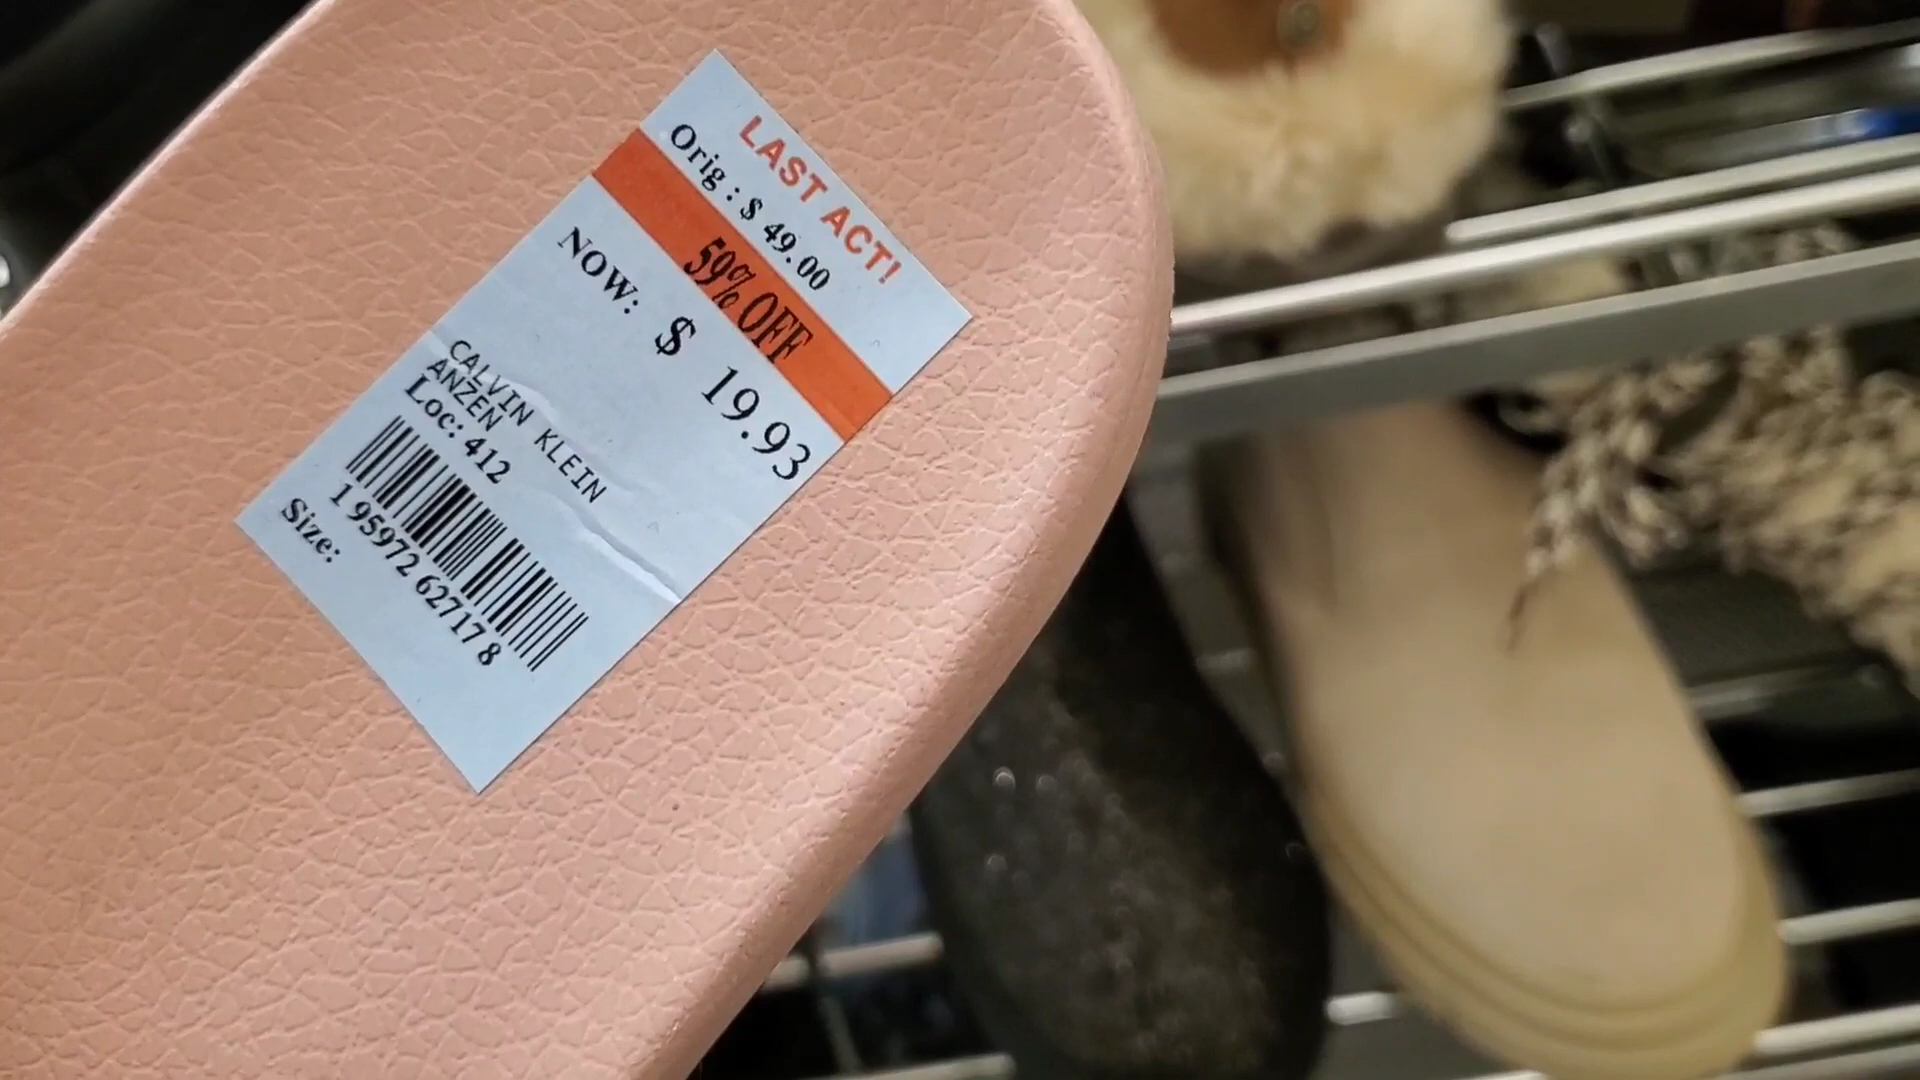 LAST ACT!
Orig : $ 49.00
59% OFF
NOW: $ 19.93
CALVIN KLEIN
ANZEN
Loc: 412
1 95972 62717 8
Size: